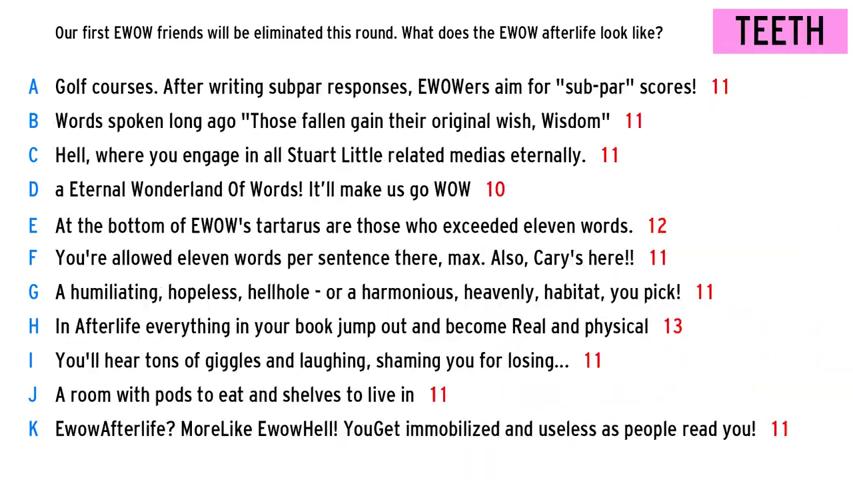 Our first EWOW friends will be eliminated this round. What does the EWOW afterlife look like?
TEETH
A Golf courses. After writing subpar responses, EWOWers aim for "sub-par" scores! 11
B Words spoken long ago "Those fallen gain their original wish, Wisdom" 11
C Hell, where you engage in all Stuart Little related medias eternally. 11
D a Eternal Wonderland Of Words! It'll make us go WOW 10
E At the bottom of EWOW's tartarus are those who exceeded eleven words. 12
F You're allowed eleven words per sentence there, max. Also, Cary's here!! 11
G A humiliating, hopeless, hellhole - or a harmonious, heavenly, habitat, you pick! 11
H In Afterlife everything in your book jump out and become Real and physical 13
I You'll hear tons of giggles and laughing, shaming you for losing... 11
J A room with pods to eat and shelves to live in 11
K EwowAfterlife? MoreLike EwowHell! YouGet immobilized and useless as people read you! 11